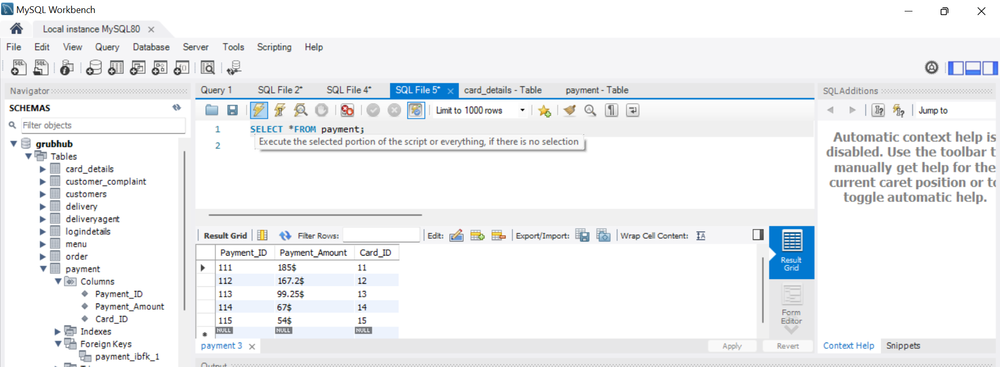 MySQL Workbench
Local instance MySQL80
File Edit View Query Database Server Tools Scripting Help
Navigator
SCHEMAS
Filter objects
grubhub
Tables
card_details
customer_complaint
customers
delivery
deliveryagent
logindetails
menu
order
payment
Columns
Payment_ID
Payment_Amount
Card_ID
Indexes
Foreign Keys
payment_ibfk_1
Query 1 SQL File 2* SQL File 4* SQL File 5* card_details - Table payment - Table
Limit to 1000 rows
1 SELECT *FROM payment;
2
Execute the selected portion of the script or everything, if there is no selection
Result Grid Filter Rows: Edit: Export/Import: Wrap Cell Content:
Payment_ID Payment_Amount Card_ID
111 185$ 11
112 167.2$ 12
113 99.25$ 13
114 67$ 14
115 54$ 15
NULL NULL NULL
Result
Grid
Form
Editor
payment 3 Apply Revert
Output
SQLAdditions
Jump to
Automatic context help is
disabled. Use the toolbar t
manually get help for the
current caret position or to
toggle automatic help.
Context Help Snippets